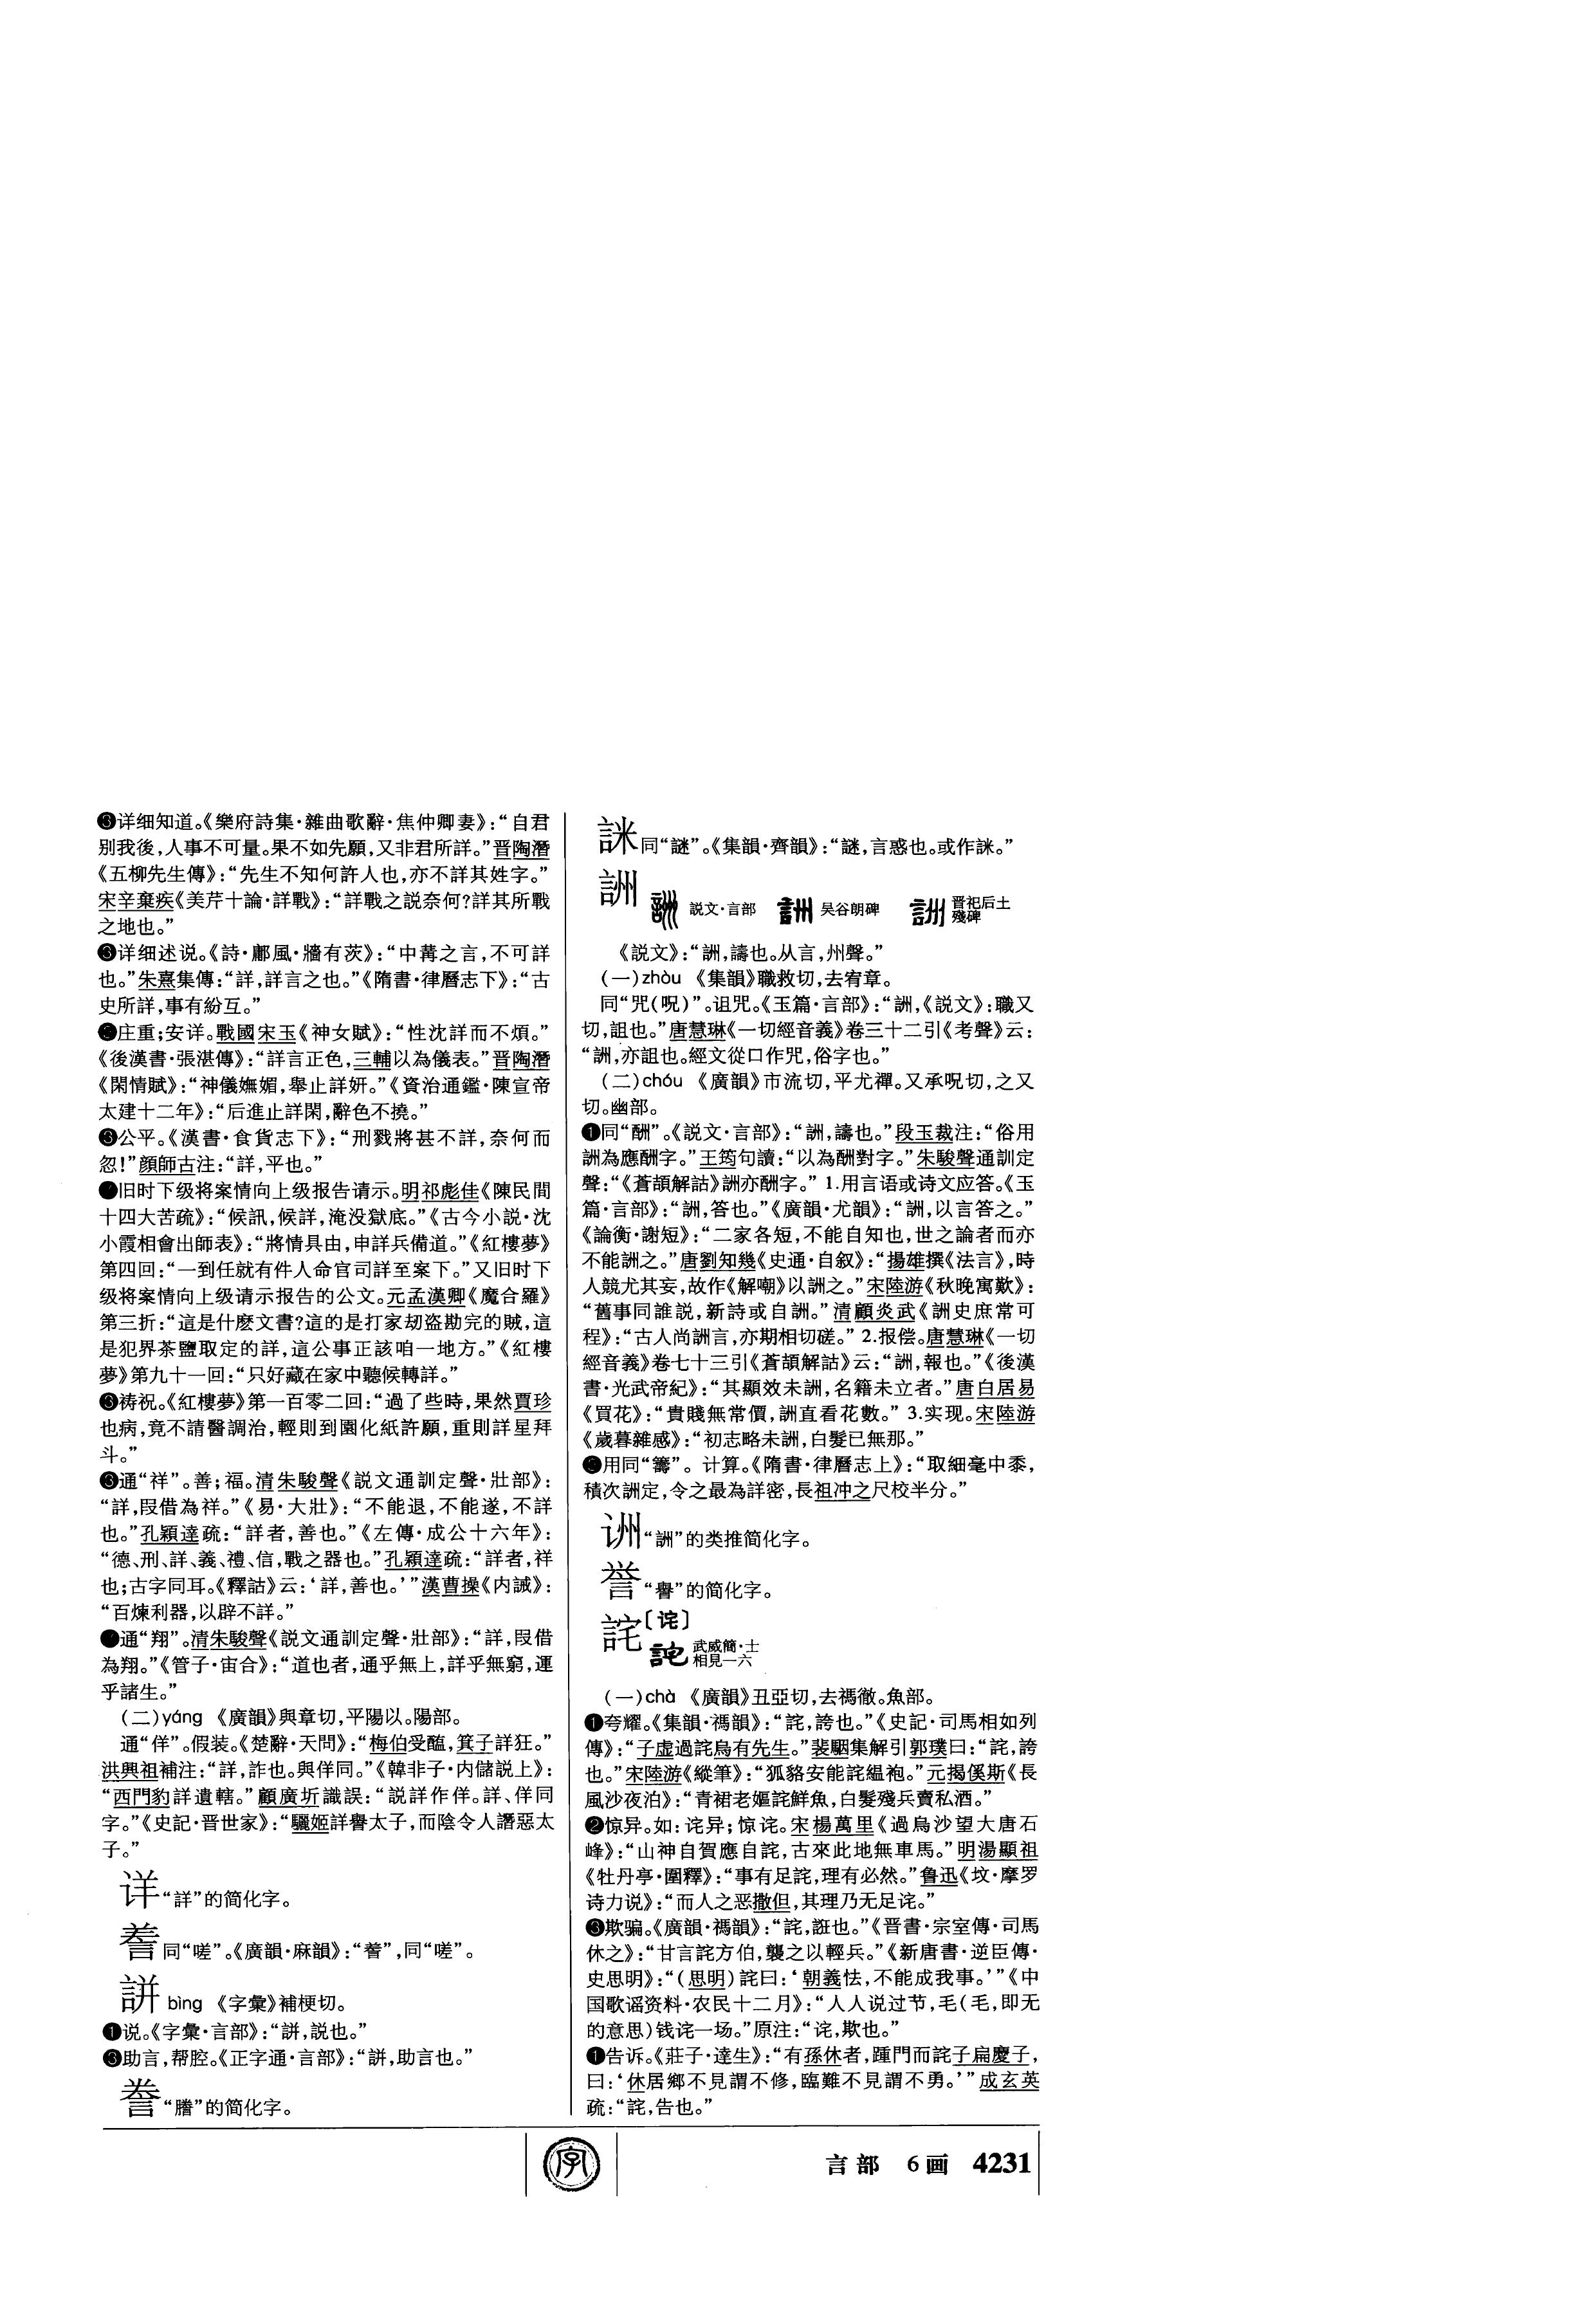 ❸详细知道。《樂府詩集·雜曲歌辭·焦仲卿妻》：“自君
别我後，人事不可量。果不如先願，又非君所詳。”晋陶潛
《五柳先生傳》：“先生不知何許人也，亦不詳其姓字。”
宋辛棄疾《美芹十論·詳戰》：“詳戰之説奈何?詳其所戰
之地也。”
❸详细述说。《詩·鄘風·牆有茨》：“中冓之言，不可詳
也。”朱熹集傳：“詳，詳言之也。”《隋書·律曆志下》：“古
史所詳，事有紛互。”
庄重；安详。戰國宋玉《神女賦》：“性沈詳而不煩。”
《後漢書·張湛傳》：“詳言正色，三輔以為儀表。”晋陶潛
《閑情賦》：“神儀嫵媚，舉止詳妍。”《資治通鑑·陳宣帝
太建十二年》：“后進止詳閑，辭色不撓。”
❸公平。《漢書·食貨志下》：“刑戮將甚不詳，奈何而
忽!”顔師古注：“詳，平也。”
旧时下级将案情向上级报告请示。明祁彪佳《陳民間
十四大苦疏》：“候訊，候詳，淹没獄底。”《古今小説·沈
小霞相會出師表》：“將情具由，申詳兵備道。”《紅樓夢》
第四回：“一到任就有件人命官司詳至案下。”又旧时下
级将案情向上级请示报告的公文。元孟漢卿《魔合羅》
第三折：“這是什麽文書?這的是打家刼盗勘完的賊，這
是犯界茶鹽取定的詳，這公事正該咱一地方。”《紅樓
夢》第九十一回：“只好藏在家中聽候轉詳。”
❸祷祝。《紅樓夢》第一百零二回：“過了些時，果然賈珍
也病，竟不請醫調治，輕則到園化紙許願，重則詳星拜
斗。”
❸通“祥”。善；福。清朱駿聲《説文通訓定聲·壯部》：
“詳，叚借為祥。”《易·大壯》：“不能退，不能遂，不詳
也。”孔穎達疏：“詳者，善也。”《左傳·成公十六年》：
“德、刑、詳、義、禮、信，戰之器也。”孔穎達疏：“詳者，祥
也；古字同耳。《釋詁》云：‘詳，善也。’”漢曹操《内誡》：
“百煉利器，以辟不詳。”
通“翔”。清朱駿聲《説文通訓定聲·壯部》：“詳，叚借
為翔。”《管子·宙合》：“道也者，通乎無上，詳乎無窮，運
乎諸生。”
（二）yáng 《廣韻》與章切，平陽以。陽部。
通“佯”。假装。《楚辭·天問》：“梅伯受醢，箕子詳狂。”
洪興祖補注：“詳，詐也。與佯同。”《韓非子·内儲説上》：
“西門豹詳遺轄。”顧廣圻識誤：“説詳作佯。詳、佯同
字。”《史記·晋世家》：“驪姬詳譽太子，而陰令人譖惡太
子。”
详 “詳”的简化字。
同“嗟”。《廣韻·麻韻》：“ ”，同“嗟”。
誁 bìng 《字彙》補梗切。
❶说。《字彙·言部》：“誁，説也。”
❸助言，帮腔。《正字通·言部》：“誁，助言也。”
誊 “謄”的简化字。
詸 同“謎”。《集韻·齊韻》：“謎，言惑也。或作詸。”
詶 説文·言部 吴谷朗碑 晋祀后土殘碑
《説文》：“詶，譸也。从言，州聲。”
（一）zhòu 《集韻》職救切，去宥章。
同“咒（呪）”。诅咒。《玉篇·言部》：“詶，《説文》：職又
切，詛也。”唐慧琳《一切經音義》卷三十二引《考聲》云：
“詶，亦詛也。經文從口作咒，俗字也。”
（二）chóu 《廣韻》市流切，平尤禪。又承呪切，之又
切。幽部。
❶同“酬”。《説文·言部》：“詶，譸也。”段玉裁注：“俗用
詶為應酬字。”王筠句讀：“以為酬對字。”朱駿聲通訓定
聲：“《蒼頡解詁》詶亦酬字。” 1.用言语或诗文应答。《玉
篇·言部》：“詶，答也。”《廣韻·尤韻》：“詶，以言答之。”
《論衡·謝短》：“二家各短，不能自知也，世之論者而亦
不能詶之。”唐劉知幾《史通·自叙》：“揚雄撰《法言》，時
人競尤其妄，故作《解嘲》以詶之。”宋陸游《秋晚寓歎》：
“舊事同誰説，新詩或自詶。”清顧炎武《詶史庶常可
程》：“古人尚詶言，亦期相切磋。” 2.报偿。唐慧琳《一切
經音義》卷七十三引《蒼頡解詁》云：“詶，報也。”《後漢
書·光武帝紀》：“其顯效未詶，名籍未立者。”唐白居易
《買花》：“貴賤無常價，詶直看花數。” 3.实现。宋陸游
《歲暮雜感》：“初志略未詶，白髮已無那。”
用同“籌”。计算。《隋書·律曆志上》：“取細毫中黍，
積次詶定，令之最為詳密，長祖冲之尺校半分。”
“詶”的类推简化字。
誉 “譽”的简化字。
詫〔诧〕
武威簡·士相見一六
（一）chà 《廣韻》丑亞切，去禡徹。魚部。
❶夸耀。《集韻·禡韻》：“詫，誇也。”《史記·司馬相如列
傳》：“子虚過詫烏有先生。”裴駰集解引郭璞曰：“詫，誇
也。”宋陸游《縱筆》：“狐貉安能詫緼袍。”元揭傒斯《長
風沙夜泊》：“青裙老嫗詫鮮魚，白髮殘兵賣私酒。”
❷惊异。如：诧异；惊诧。宋楊萬里《過烏沙望大唐石
峰》：“山神自賀應自詫，古來此地無車馬。”明湯顯祖
《牡丹亭·圍釋》：“事有足詫，理有必然。”鲁迅《坟·摩罗
诗力说》：“而人之恶撒但，其理乃无足诧。”
❸欺骗。《廣韻·禡韻》：“詫，誑也。”《晋書·宗室傳·司馬
休之》：“甘言詫方伯，襲之以輕兵。”《新唐書·逆臣傳·
史思明》：“（思明）詫曰：‘朝義怯，不能成我事。’”《中
国歌谣资料·农民十二月》：“人人说过节，毛（毛，即无
的意思）钱诧一场。”原注：“诧，欺也。”
❶告诉。《莊子·達生》：“有孫休者，踵門而詫子扁慶子，
曰：‘休居鄉不見謂不修，臨難不見謂不勇。’”成玄英
疏：“詫，告也。”
字
言部 6画 4231